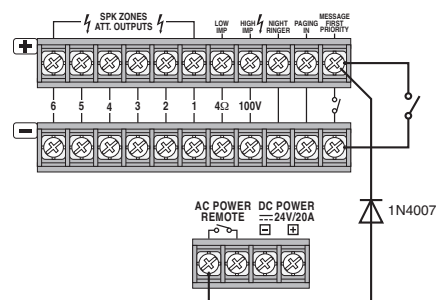 SPK ZONES
ATT. OUTPUTS
LOW
IMP
HIGH
IMP
NIGHT
RINGER
PAGING
IN
MESSAGE
FIRST
PRIORITY
+
6 5 4 3 2 1 4Ω 100V
−
AC POWER
REMOTE
DC POWER
24V/20A
− +
1N4007